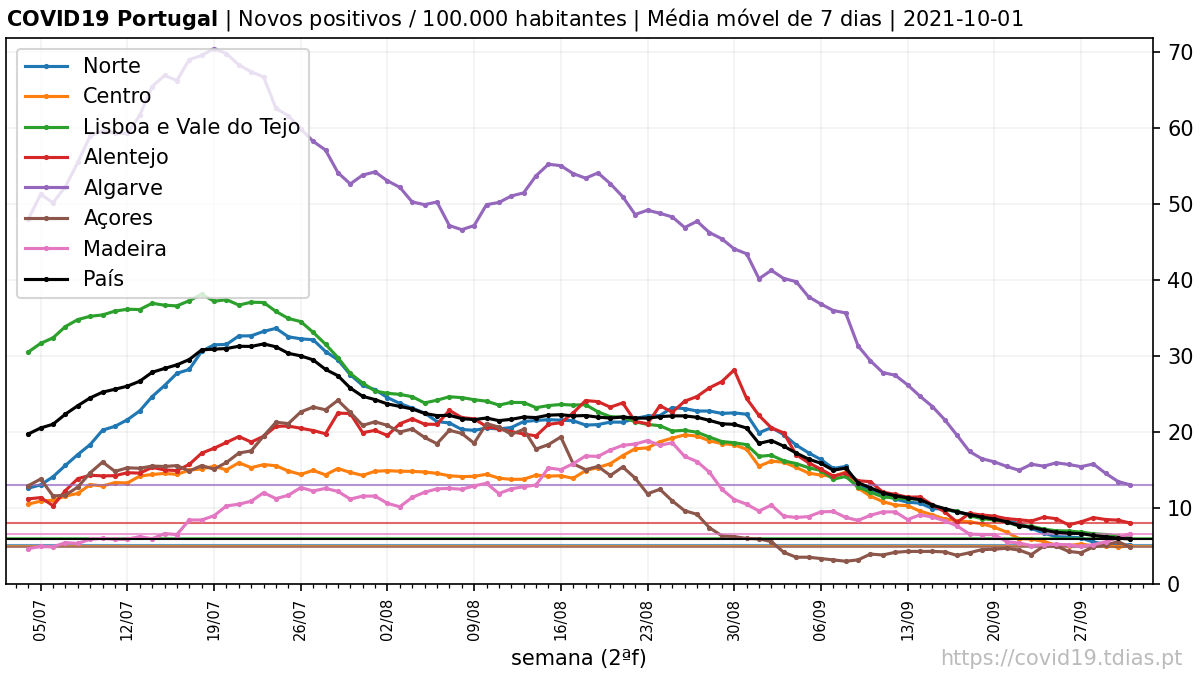 COVID19 Portugal | Novos positivos / 100.000 habitantes | Média móvel de 7 dias | 2021-10-01
Norte
Centro
Lisboa e Vale do Tejo
Alentejo
Algarve
Açores
Madeira
País
70
60
50
40
30
20
10
0
05/07
12/07
19/07
26/07
02/08
09/08
16/08
23/08
30/08
06/09
13/09
20/09
27/09
semana (2ªf)
https://covid19.tdias.pt